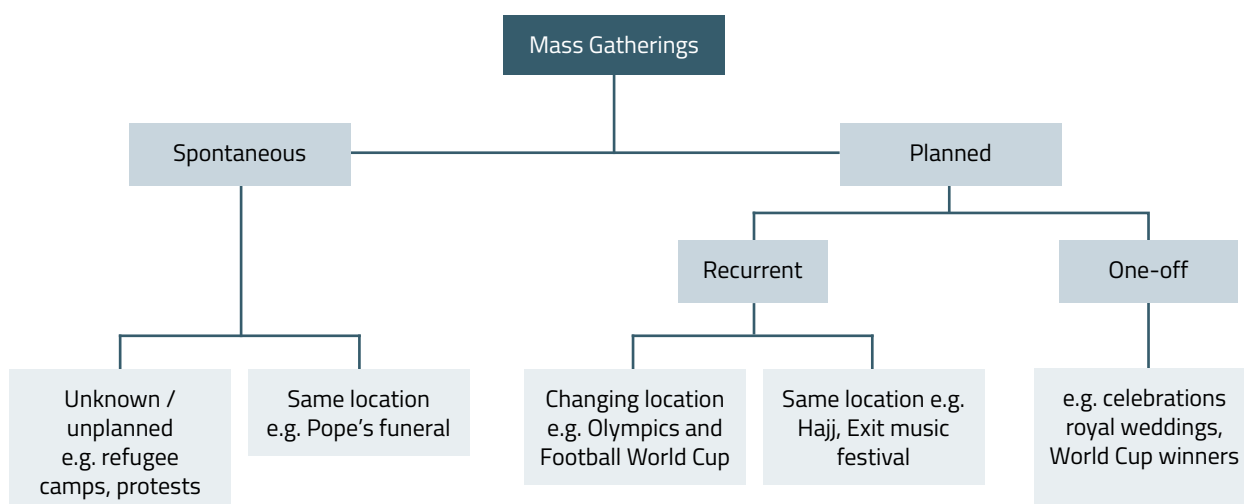 Mass Gatherings
Spontaneous
Planned
Recurrent
One-off
Unknown /
unplanned
e.g. refugee
camps, protests
Same location
e.g. Pope's funeral
Changing location
e.g. Olympics and
Football World Cup
Same location e.g.
Hajj, Exit music
festival
e.g. celebrations
royal weddings,
World Cup winners